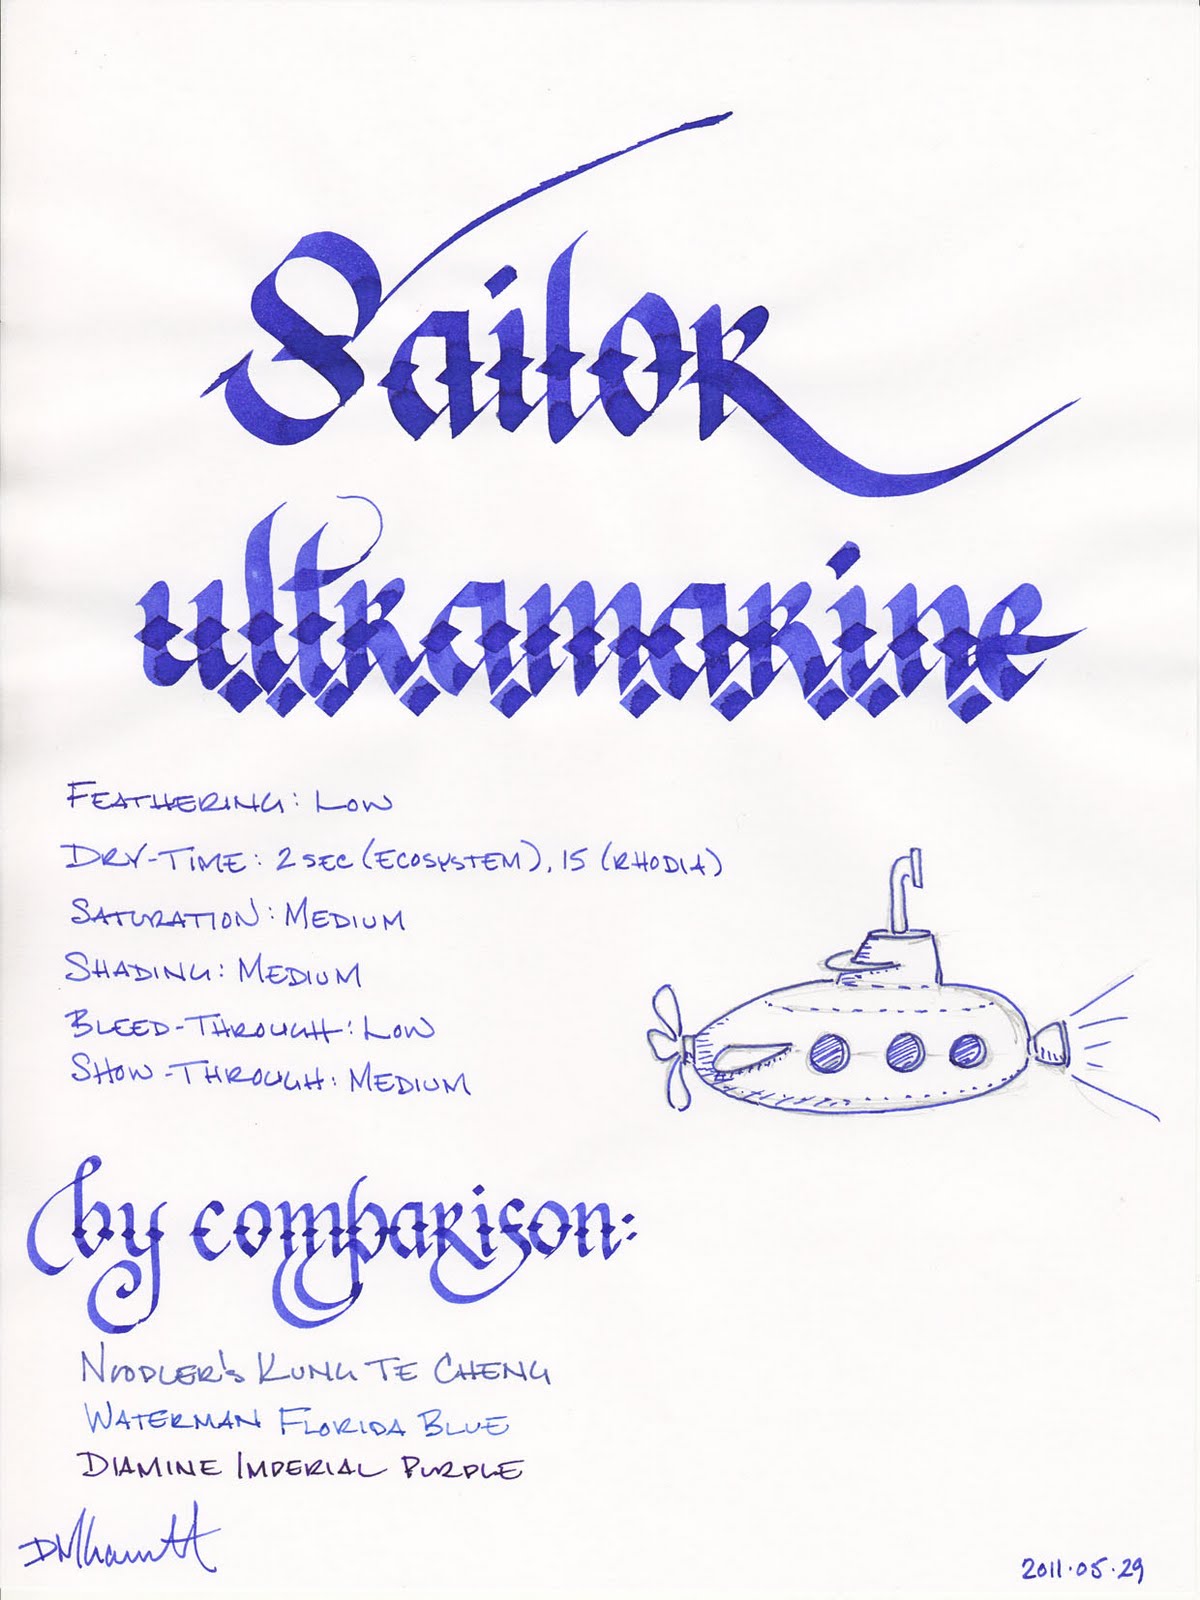 Sailor
ultramarine
FEATHERING: LOW
DRY-TIME: 2 SEC (ECOSYSTEM), 15 (RHODIA)
SATURATION: MEDIUM
SHADING: MEDIUM
BLEED-THROUGH: LOW
SHOW-THROUGH: MEDIUM
by comparison:
NOODLER'S KUNG TE CHENG
WATERMAN FLORIDA BLUE
DIAMINE IMPERIAL PURPLE
2011.05.29